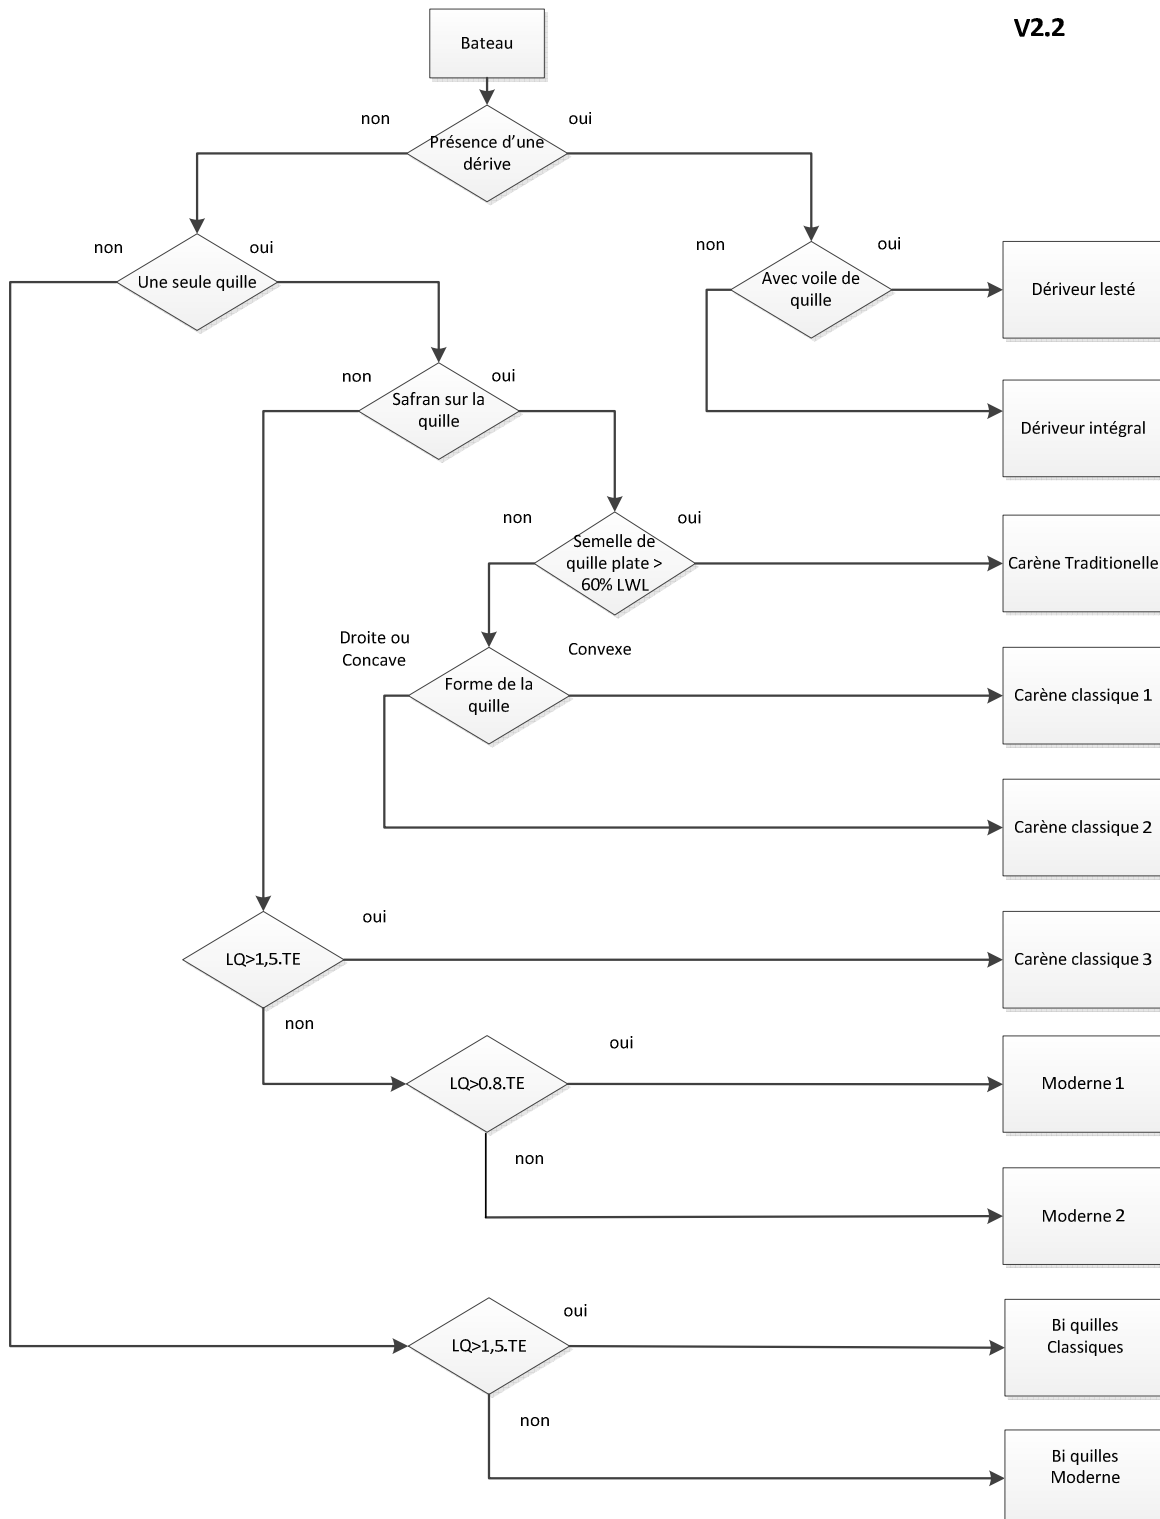 V2.2
Bateau
non
oui
Présence d’une
dérive
non
oui
Une seule quille
non
oui
Avec voile de
quille
Dériveur lesté
non
oui
Safran sur la
quille
Dériveur intégral
non
oui
Semelle de
quille plate >
60% LWL
Carène Traditionelle
Droite ou
Concave
Convexe
Forme de la
quille
Carène classique 1
Carène classique 2
oui
LQ>1,5.TE
Carène classique 3
non
oui
LQ>0.8.TE
Moderne 1
non
Moderne 2
oui
LQ>1,5.TE
Bi quilles
Classiques
non
Bi quilles
Moderne